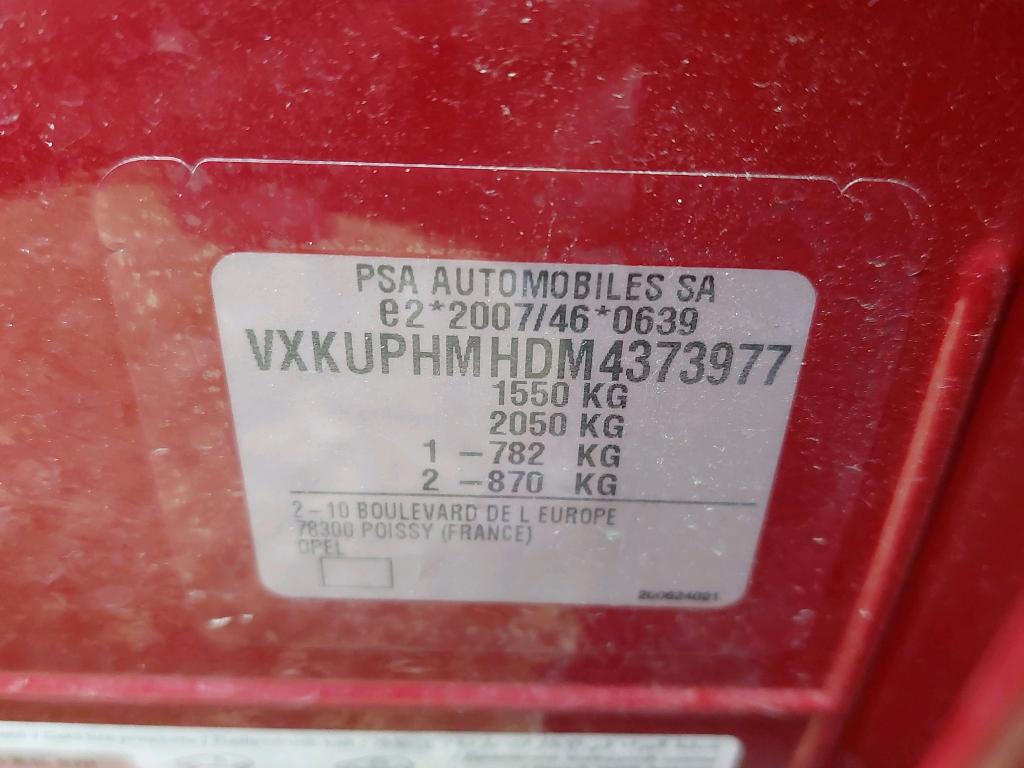 PSA AUTOMOBILES SA
e2*2007/46*0639
VXKUPHMHDM4373977
1550 KG
2050 KG
1 –782 KG
2 –870 KG
2–10 BOULEVARD DE L EUROPE
78300 POISSY (FRANCE)
OPEL
200624021